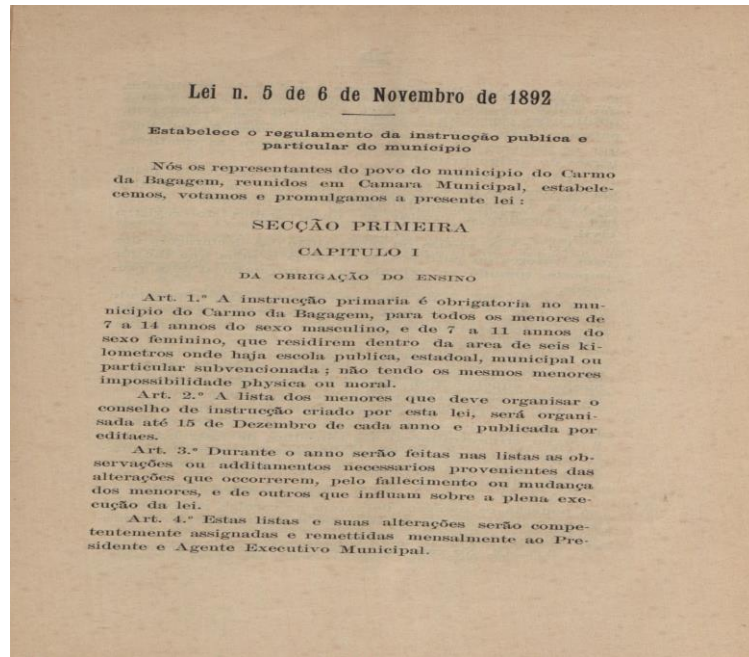 Lei n. 5 de 6 de Novembro de 1892
Estabelece o regulamento da instrucção publica e
particular do municipio
Nós os representantes do povo do municipio do Carmo
da Bagagem, reunidos em Camara Municipal, estabele-
cemos, votamos e promulgamos a presente lei :
SECÇÃO PRIMEIRA
CAPITULO I
DA OBRIGAÇÃO DO ENSINO
Art. 1.º A instrucção primaria é obrigatoria no mu-
nicipio do Carmo da Bagagem, para todos os menores de
7 a 14 annos do sexo masculino, e de 7 a 11 annos do
sexo feminino, que residirem dentro da area de seis ki-
lometros onde haja escola publica, estadoal, municipal ou
particular subvencionada ; não tendo os mesmos menores
impossibilidade physica ou moral.
Art. 2.º A lista dos menores que deve organisar o
conselho de instrucção criado por esta lei, será organi-
sada até 15 de Dezembro de cada anno e publicada por
editaes.
Art. 3.º Durante o anno serão feitas nas listas as ob-
servações ou additamentos necessarios provenientes das
alterações que occorrerem, pelo fallecimento ou mudança
dos menores, e de outros que influam sobre a plena exe-
cução da lei.
Art. 4.º Estas listas e suas alterações serão compe-
tentemente assignadas e remettidas mensalmente ao Pre-
sidente e Agente Executivo Municipal.